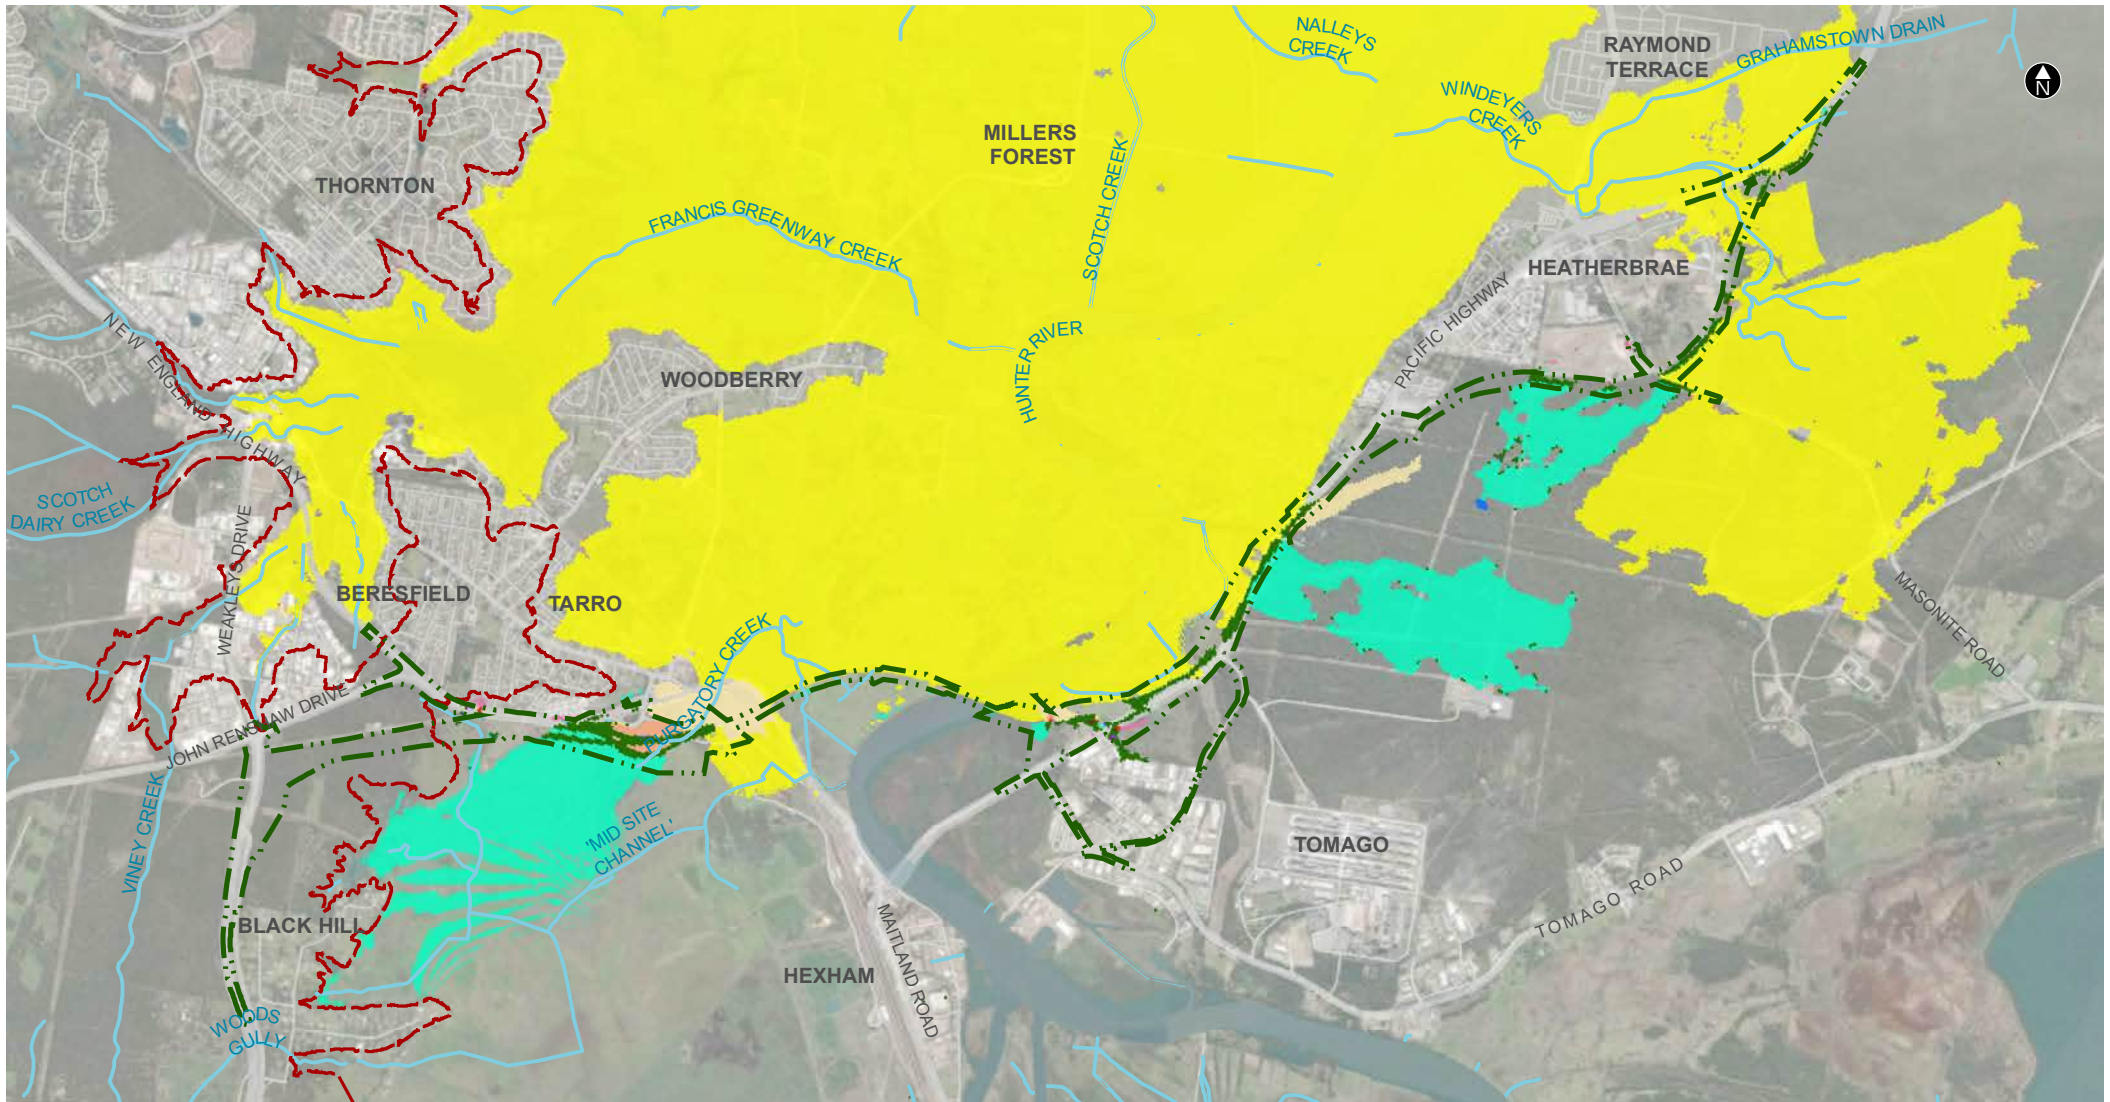 NALLEYS
CREEK
RAYMOND
TERRACE
GRAHAMSTOWN DRAIN
N
WINDEYERS
CREEK
MILLERS
FOREST
THORNTON
SCOTCH CREEK
FRANCIS GREENWAY CREEK
HEATHERBRAE
PACIFIC HIGHWAY
HUNTER RIVER
NEW ENGLAND HIGHWAY
WOODBERRY
SCOTCH
DAIRY CREEK
WEAKLEYS DRIVE
BERESFIELD
TARRO
MASONITE ROAD
PURGATORY CREEK
JOHN RENSHAW DRIVE
VINEY CREEK
'MID SITE
CHANNEL'
TOMAGO
TOMAGO ROAD
BLACK HILL
MAITLAND ROAD
HEXHAM
WOODS
GULLY